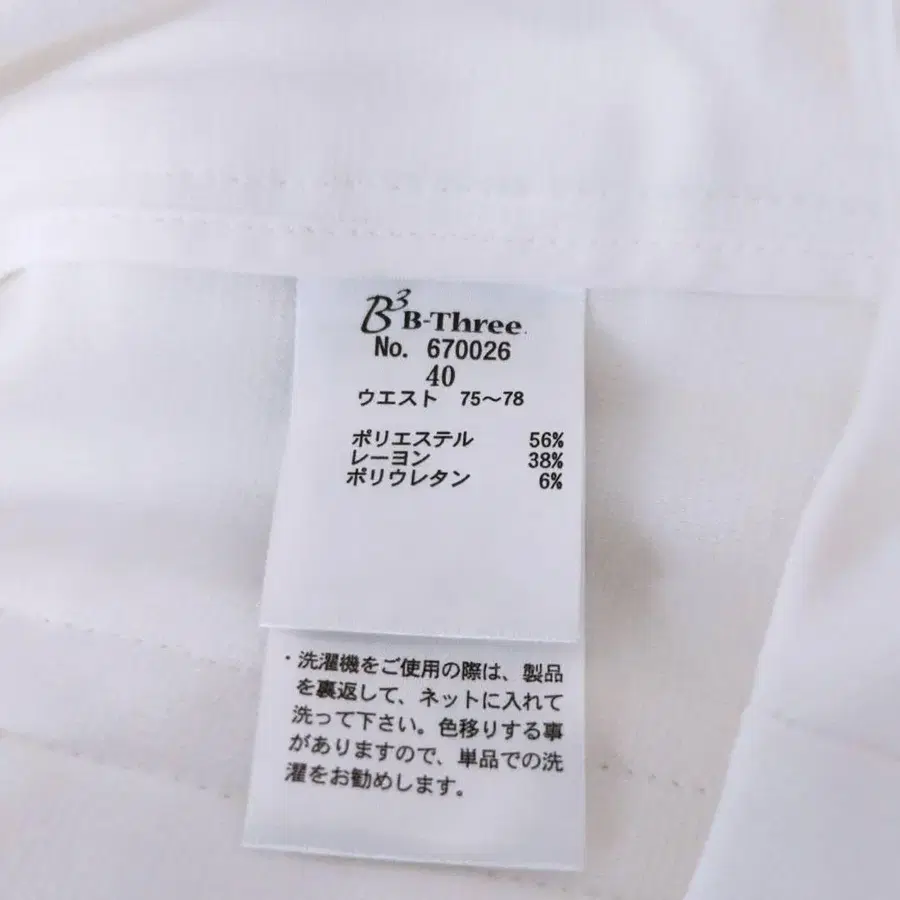 B³ B-Three.
No. 670026
40
ウエスト 75〜78
ポリエステル 56%
レーヨン 38%
ポリウレタン 6%
・洗濯機をご使用の際は、製品
を裏返して、ネットに入れて
洗って下さい。色移りする事
がありますので、単品での洗
濯をお勧めします。